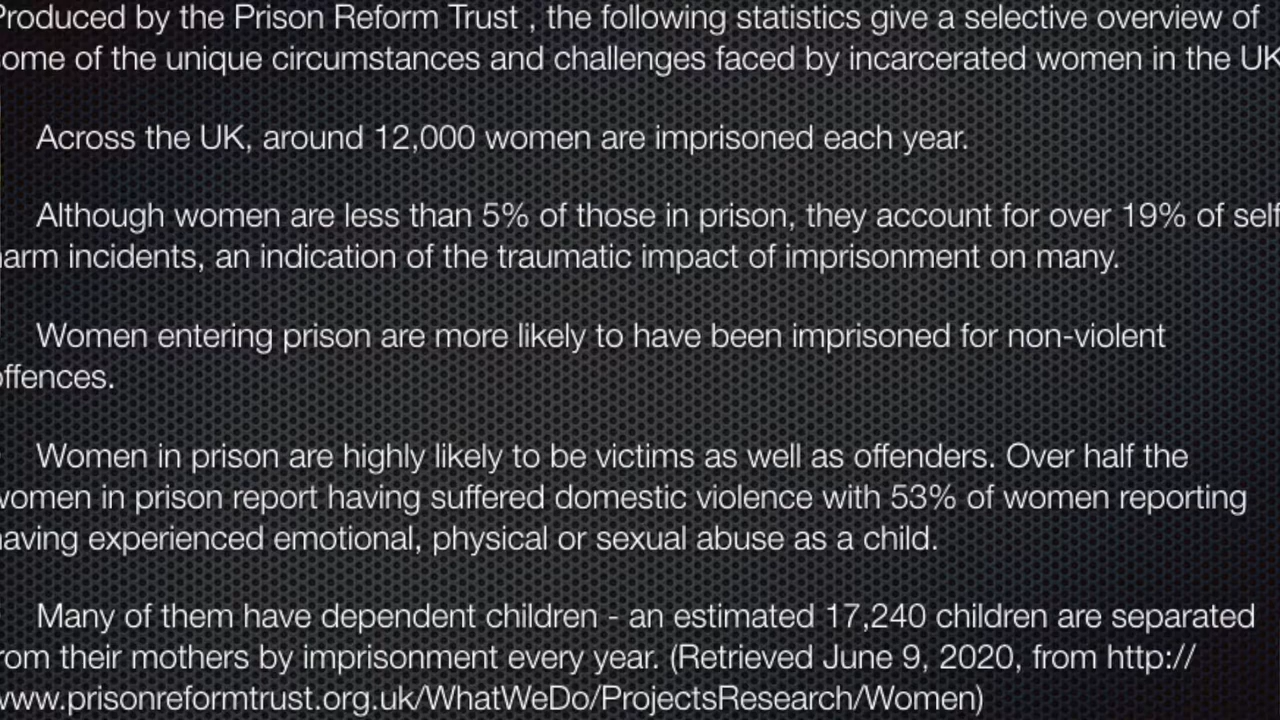 Produced by the Prison Reform Trust , the following statistics give a selective overview of
some of the unique circumstances and challenges faced by incarcerated women in the UK
Across the UK, around 12,000 women are imprisoned each year.
Although women are less than 5% of those in prison, they account for over 19% of self
harm incidents, an indication of the traumatic impact of imprisonment on many.
Women entering prison are more likely to have been imprisoned for non-violent
offences.
Women in prison are highly likely to be victims as well as offenders. Over half the
women in prison report having suffered domestic violence with 53% of women reporting
having experienced emotional, physical or sexual abuse as a child.
Many of them have dependent children - an estimated 17,240 children are separated
from their mothers by imprisonment every year. (Retrieved June 9, 2020, from http://
www.prisonreformtrust.org.uk/WhatWeDo/ProjectsResearch/Women)